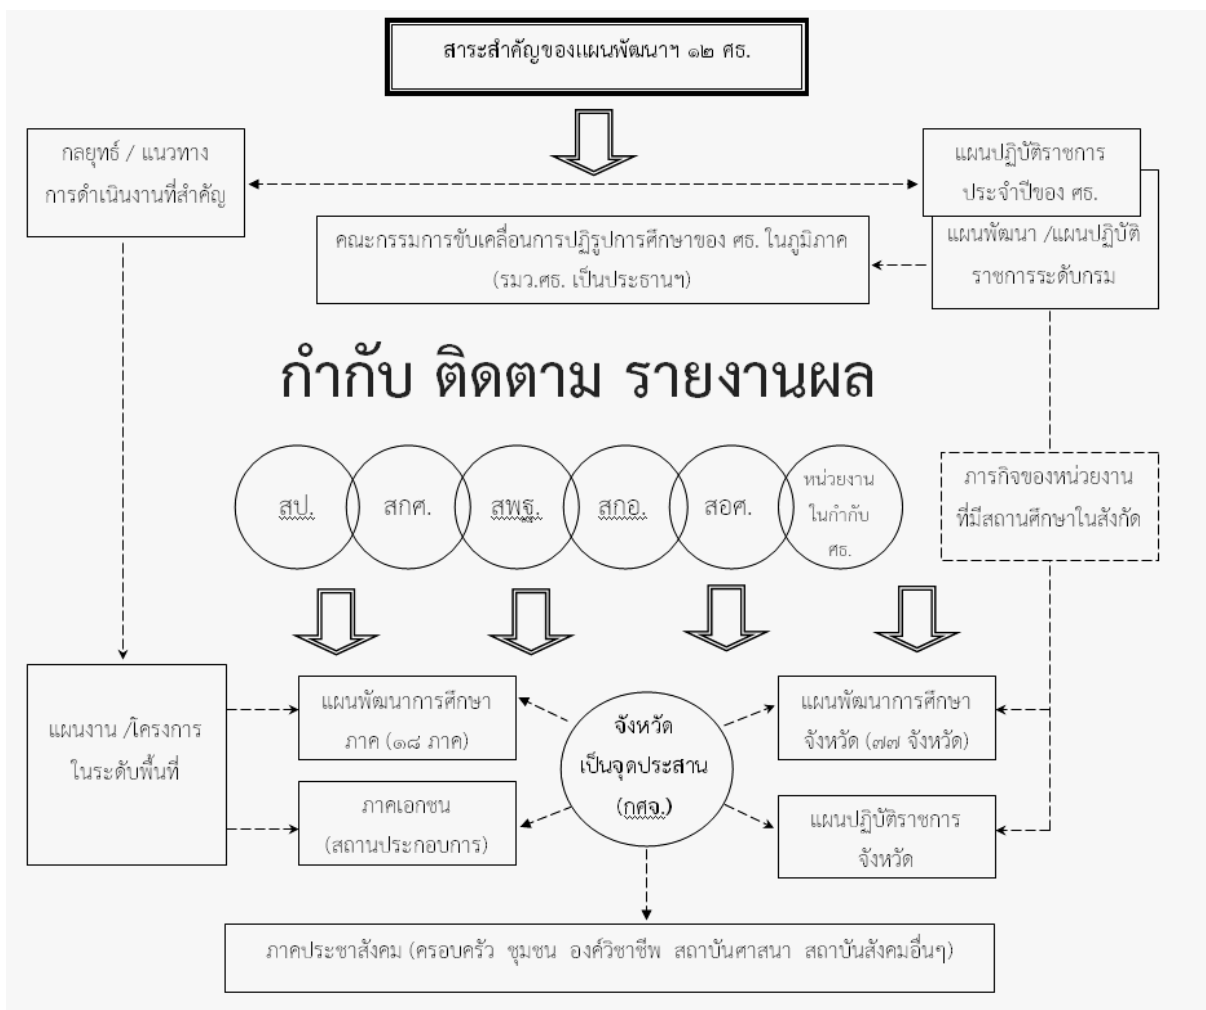 สาระสำคัญของแผนพัฒนาฯ ๑๒ ศธ.
กลยุทธ์ / แนวทาง
การดำเนินงานที่สำคัญ
แผนปฏิบัติราชการ
ประจำปีของ ศธ.
คณะกรรมการขับเคลื่อนการปฏิรูปการศึกษาของ ศธ. ในภูมิภาค
(รมว.ศธ. เป็นประธานฯ)
แผนพัฒนา /แผนปฏิบัติ
ราชการระดับกรม
กำกับ ติดตาม รายงานผล
สป.
สกศ.
สพฐ.
สกอ.
สอศ.
หน่วยงาน
ในกำกับ
ศธ.
ภารกิจของหน่วยงาน
ที่มีสถานศึกษาในสังกัด
แผนงาน /โครงการ
ในระดับพื้นที่
แผนพัฒนาการศึกษา
ภาค (๑๘ ภาค)
จังหวัด
เป็นจุดประสาน
(กศจ.)
แผนพัฒนาการศึกษา
จังหวัด (๗๗ จังหวัด)
ภาคเอกชน
(สถานประกอบการ)
แผนปฏิบัติราชการ
จังหวัด
ภาคประชาสังคม (ครอบครัว ชุมชน องค์วิชาชีพ สถาบันศาสนา สถาบันสังคมอื่นๆ)